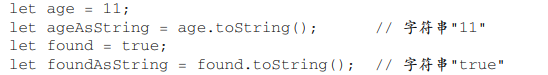 let age = 11;
let ageAsString = age.toString();       // 字符串"11"
let found = true;
let foundAsString = found.toString();   // 字符串"true"